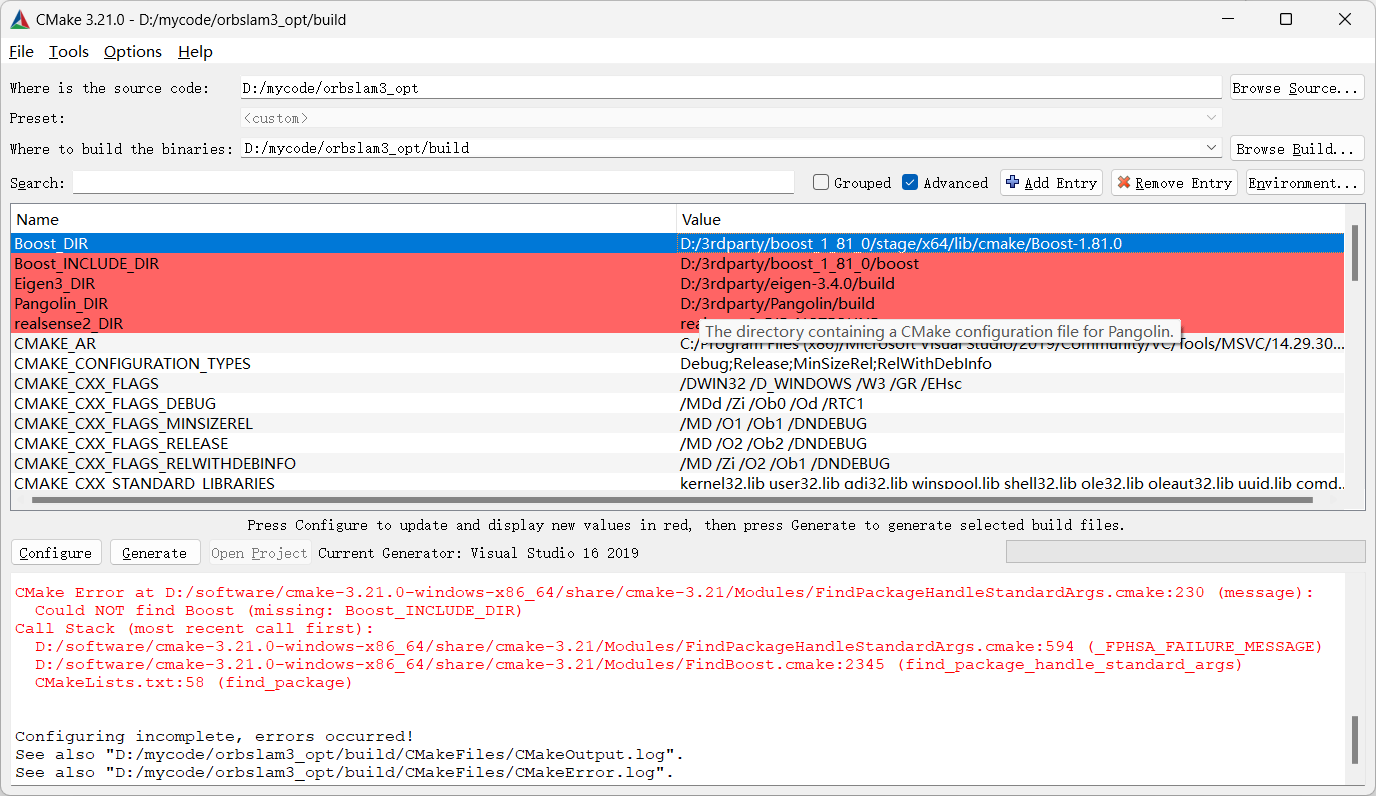 CMake 3.21.0 - D:/mycode/orbslam3_opt/build
File Tools Options Help
Where is the source code: D:/mycode/orbslam3_opt Browse Source...
Preset: <custom>
Where to build the binaries: D:/mycode/orbslam3_opt/build Browse Build...
Search: Grouped Advanced Add Entry Remove Entry Environment...
Name Value
Boost_DIR D:/3rdparty/boost_1_81_0/stage/x64/lib/cmake/Boost-1.81.0
Boost_INCLUDE_DIR D:/3rdparty/boost_1_81_0/boost
Eigen3_DIR D:/3rdparty/eigen-3.4.0/build
Pangolin_DIR D:/3rdparty/Pangolin/build
realsense2_DIR
The directory containing a CMake configuration file for Pangolin.
CMAKE_AR C:/Program Files (x86)/Microsoft Visual Studio/2019/Community/VC/Tools/MSVC/14.29.30...
CMAKE_CONFIGURATION_TYPES Debug;Release;MinSizeRel;RelWithDebInfo
CMAKE_CXX_FLAGS /DWIN32 /D_WINDOWS /W3 /GR /EHsc
CMAKE_CXX_FLAGS_DEBUG /MDd /Zi /Ob0 /Od /RTC1
CMAKE_CXX_FLAGS_MINSIZEREL /MD /O1 /Ob1 /DNDEBUG
CMAKE_CXX_FLAGS_RELEASE /MD /O2 /Ob2 /DNDEBUG
CMAKE_CXX_FLAGS_RELWITHDEBINFO /MD /Zi /O2 /Ob1 /DNDEBUG
CMAKE_CXX_STANDARD_LIBRARIES kernel32.lib user32.lib gdi32.lib winspool.lib shell32.lib ole32.lib oleaut32.lib uuid.lib comd...
Press Configure to update and display new values in red, then press Generate to generate selected build files.
Configure Generate Open Project Current Generator: Visual Studio 16 2019
CMake Error at D:/software/cmake-3.21.0-windows-x86_64/share/cmake-3.21/Modules/FindPackageHandleStandardArgs.cmake:230 (message):
Could NOT find Boost (missing: Boost_INCLUDE_DIR)
Call Stack (most recent call first):
D:/software/cmake-3.21.0-windows-x86_64/share/cmake-3.21/Modules/FindPackageHandleStandardArgs.cmake:594 (_FPHSA_FAILURE_MESSAGE)
D:/software/cmake-3.21.0-windows-x86_64/share/cmake-3.21/Modules/FindBoost.cmake:2345 (find_package_handle_standard_args)
CMakeLists.txt:58 (find_package)
Configuring incomplete, errors occurred!
See also "D:/mycode/orbslam3_opt/build/CMakeFiles/CMakeOutput.log".
See also "D:/mycode/orbslam3_opt/build/CMakeFiles/CMakeError.log".